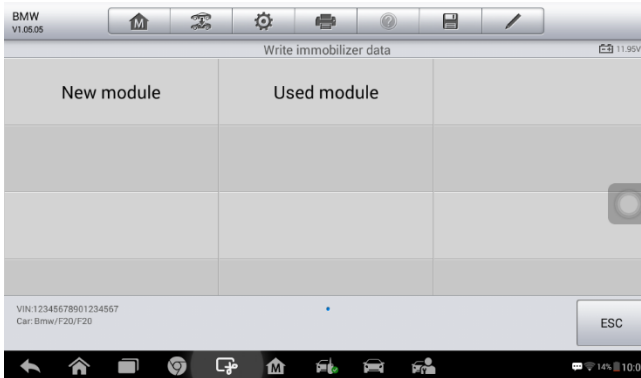 BMW
V1.05.05
Write immobilizer data
11.95V
New module
Used module
VIN:12345678901234567
Car: Bmw/F20/F20
ESC
14%
10:0